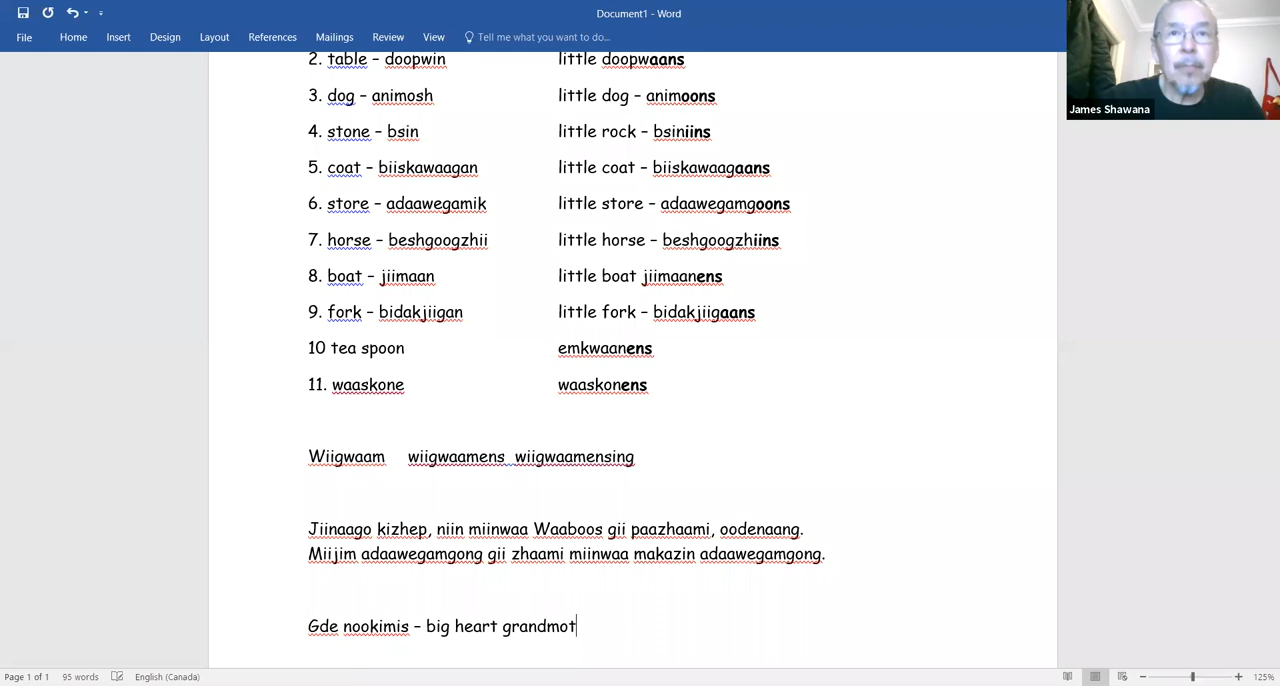 Document1 - Word
File Home Insert Design Layout References Mailings Review View Tell me what you want to do...
James Shawana
2. table – doopwin little doopwaans
3. dog – animosh little dog – animoons
4. stone – bsin little rock – bsiniins
5. coat – biiskawaagan little coat – biiskawaagaans
6. store – adaawegamik little store – adaawegamgoons
7. horse – beshgoogzhii little horse – beshgoogzhiins
8. boat – jiimaan little boat jiimaanens
9. fork – bidakjiigan little fork – bidakjiigaans
10 tea spoon emkwaanens
11. waaskone waaskonens
Wiigwaam wiigwaamens wiigwaamensing
Jiinaago kizhep, niin miinwaa Waaboos gii paazhaami, oodenaang.
Miijim adaawegamgong gii zhaami miinwaa makazin adaawegamgong.
Gde nookimis – big heart grandmot
Page 1 of 1 95 words English (Canada) 125%